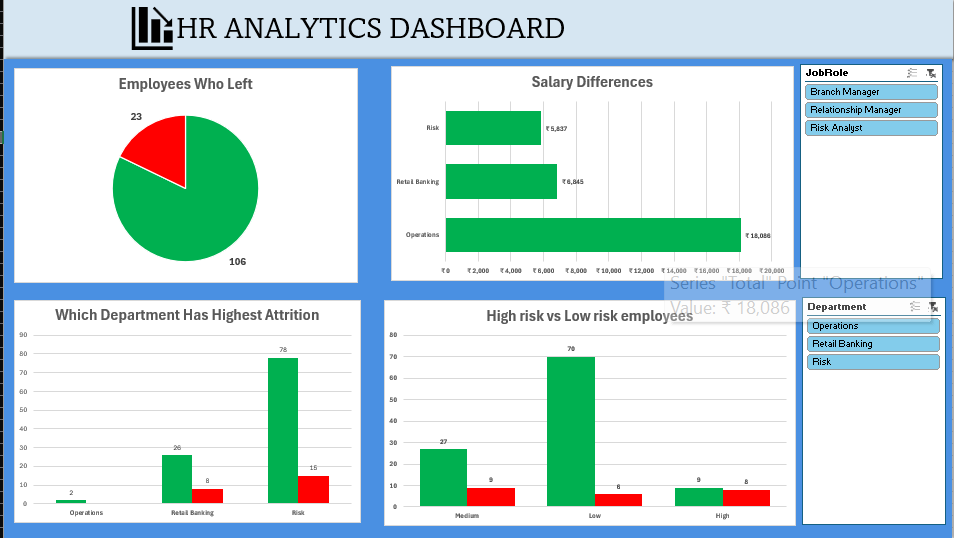 HR ANALYTICS DASHBOARD
Employees Who Left
23
106
Salary Differences
Risk
₹ 5,837
Retail Banking
₹ 6,845
Operations
₹ 18,086
₹ 0 ₹ 2,000 ₹ 4,000 ₹ 6,000 ₹ 8,000 ₹ 10,000 ₹ 12,000 ₹ 14,000 ₹ 16,000 ₹ 18,000 ₹ 20,000
JobRole
Branch Manager
Relationship Manager
Risk Analyst
Series "Total" Point "Operations"
Value: ₹ 18,086
Which Department Has Highest Attrition
90
80
70
60
50
40
30
20
10
0
2
26
8
78
15
Operations Retail Banking Risk
High risk vs Low risk employees
80
70
60
50
40
30
20
10
0
27
9
70
6
9
8
Medium Low High
Department
Operations
Retail Banking
Risk